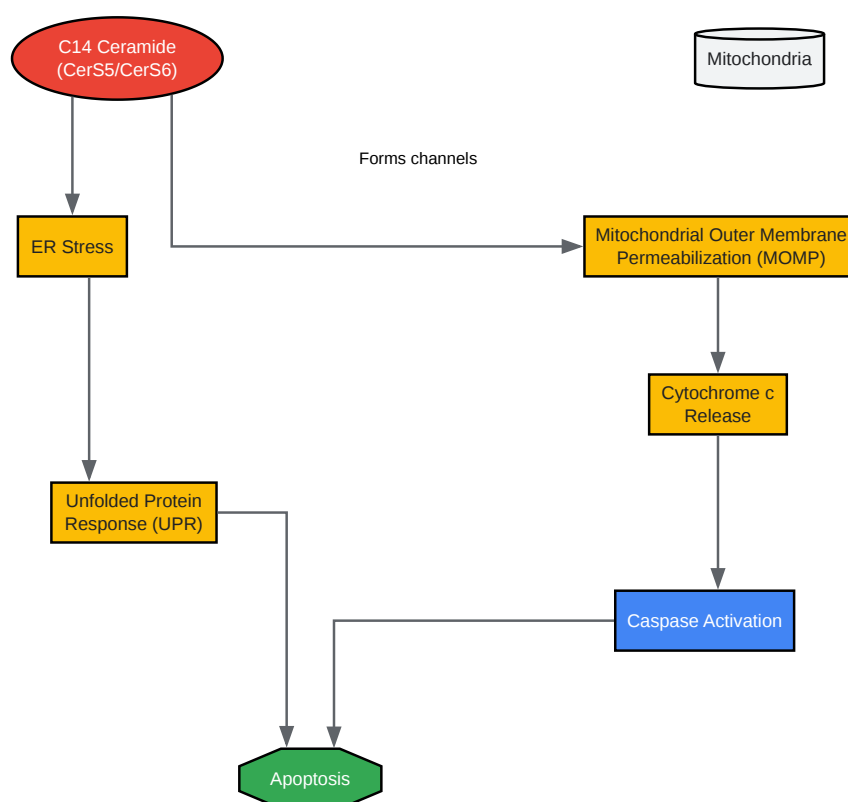 C14 Ceramide
(CerS5/CerS6)
Mitochondria
Forms channels
ER Stress
Mitochondrial Outer Membrane
Permeabilization (MOMP)
Cytochrome c
Release
Unfolded Protein
Response (UPR)
Caspase Activation
Apoptosis